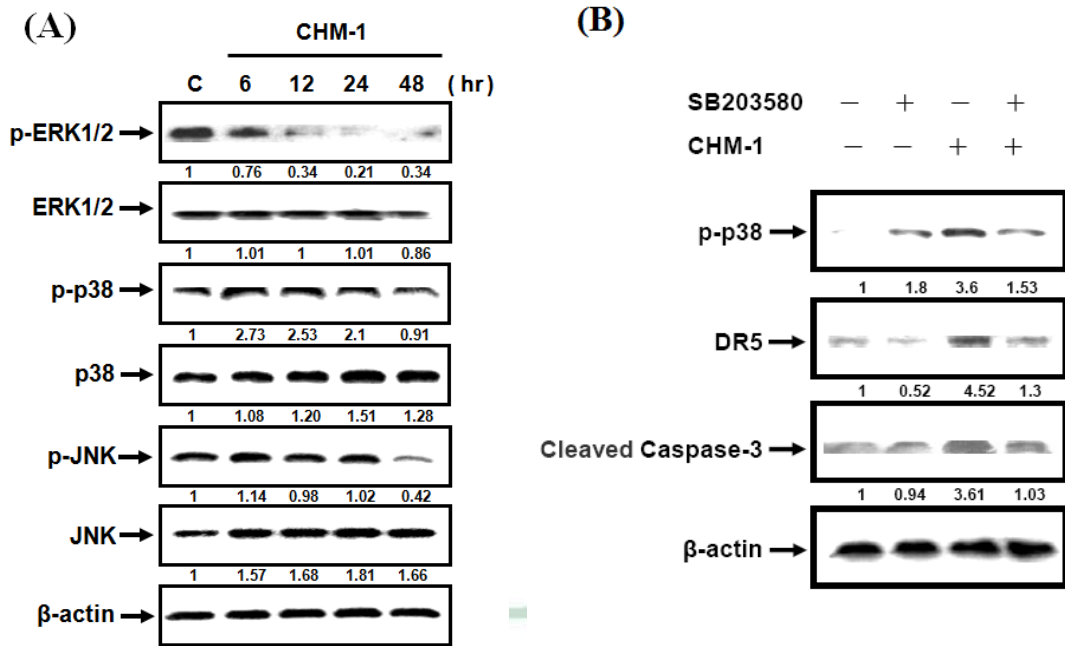 (A)
CHM-1
C 6 12 24 48 (hr)
p-ERK1/2
1 0.76 0.34 0.21 0.34
ERK1/2
1 1.01 1 1.01 0.86
p-p38
1 2.73 2.53 2.1 0.91
p38
1 1.08 1.20 1.51 1.28
p-JNK
1 1.14 0.98 1.02 0.42
JNK
1 1.57 1.68 1.81 1.66
β-actin
(B)
SB203580 − + − +
CHM-1 − − + +
p-p38
1 1.8 3.6 1.53
DR5
1 0.52 4.52 1.3
Cleaved Caspase-3
1 0.94 3.61 1.03
β-actin